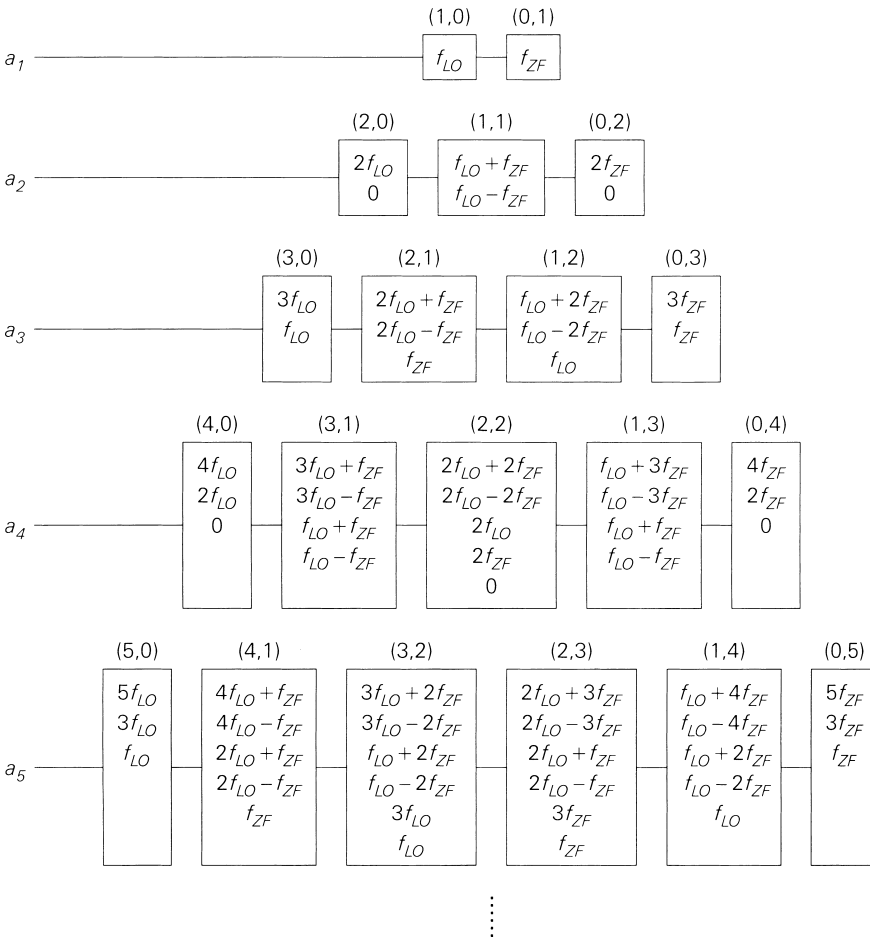 (1,0) (0,1)
a1 fLO fZF
(2,0) (1,1) (0,2)
2fLO fLO + fZF 2fZF
a2
0 fLO – fZF 0
(3,0) (2,1) (1,2) (0,3)
3fLO 2fLO + fZF fLO + 2fZF 3fZF
a3 fLO 2fLO – fZF fLO – 2fZF fZF
fZF fLO
(4,0) (3,1) (2,2) (1,3) (0,4)
4fLO 3fLO + fZF 2fLO + 2fZF fLO + 3fZF 4fZF
2fLO 3fLO – fZF 2fLO – 2fZF fLO – 3fZF 2fZF
a4 0 fLO + fZF 2fLO fLO + fZF 0
fLO – fZF 2fZF fLO – fZF
0
(5,0) (4,1) (3,2) (2,3) (1,4) (0,5)
5fLO 4fLO + fZF 3fLO + 2fZF 2fLO + 3fZF fLO + 4fZF 5fZF
3fLO 4fLO – fZF 3fLO – 2fZF 2fLO – 3fZF fLO – 4fZF 3fZF
fLO 2fLO + fZF fLO + 2fZF 2fLO + fZF fLO + 2fZF fZF
a5
2fLO – fZF fLO – 2fZF 2fLO – fZF fLO – 2fZF
fZF 3fLO 3fZF fLO
fLO fZF